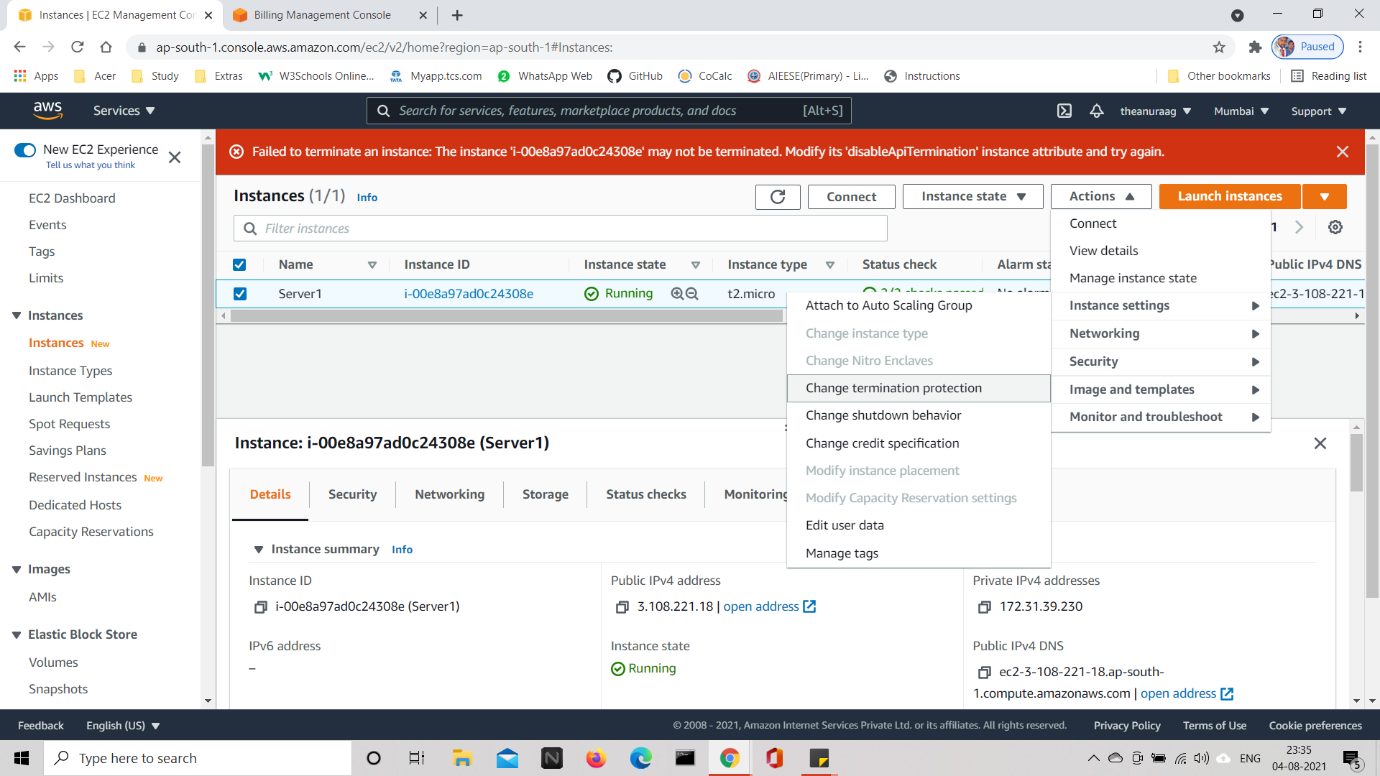 Instances | EC2 Management Con
Billing Management Console
ap-south-1.console.aws.amazon.com/ec2/v2/home?region=ap-south-1#Instances:
Paused
Apps
Acer
Study
Extras
W3Schools Online...
Myapp.tcs.com
WhatsApp Web
GitHub
CoCalc
AIEESE(Primary) - Li...
Instructions
Other bookmarks
Reading list
aws
Services
Search for services, features, marketplace products, and docs
[Alt+S]
theanuraag
Mumbai
Support
New EC2 Experience
Tell us what you think
EC2 Dashboard
Events
Tags
Limits
Instances
Instances New
Instance Types
Launch Templates
Spot Requests
Savings Plans
Reserved Instances New
Dedicated Hosts
Capacity Reservations
Images
AMIs
Elastic Block Store
Volumes
Snapshots
Failed to terminate an instance: The instance 'i-00e8a97ad0c24308e' may not be terminated. Modify its 'disableApiTermination' instance attribute and try again.
Instances (1/1) Info
Connect
Instance state
Actions
Launch instances
Filter instances
1
Name
Instance ID
Instance state
Instance type
Status check
Alarm sta
Public IPv4 DNS
Server1
i-00e8a97ad0c24308e
Running
t2.micro
2/2 checks passed
No alarm
ec2-3-108-221-1
Connect
View details
Manage instance state
Instance settings
Networking
Security
Image and templates
Monitor and troubleshoot
Attach to Auto Scaling Group
Change instance type
Change Nitro Enclaves
Change termination protection
Change shutdown behavior
Change credit specification
Modify instance placement
Modify Capacity Reservation settings
Edit user data
Manage tags
Instance: i-00e8a97ad0c24308e (Server1)
Details
Security
Networking
Storage
Status checks
Monitoring
Instance summary Info
Instance ID
i-00e8a97ad0c24308e (Server1)
Public IPv4 address
3.108.221.18 | open address
Private IPv4 addresses
172.31.39.230
IPv6 address
–
Instance state
Running
Public IPv4 DNS
ec2-3-108-221-18.ap-south-
1.compute.amazonaws.com | open address
Feedback
English (US)
© 2008 - 2021, Amazon Internet Services Private Ltd. or its affiliates. All rights reserved.
Privacy Policy
Terms of Use
Cookie preferences
Type here to search
ENG
23:35
04-08-2021
5